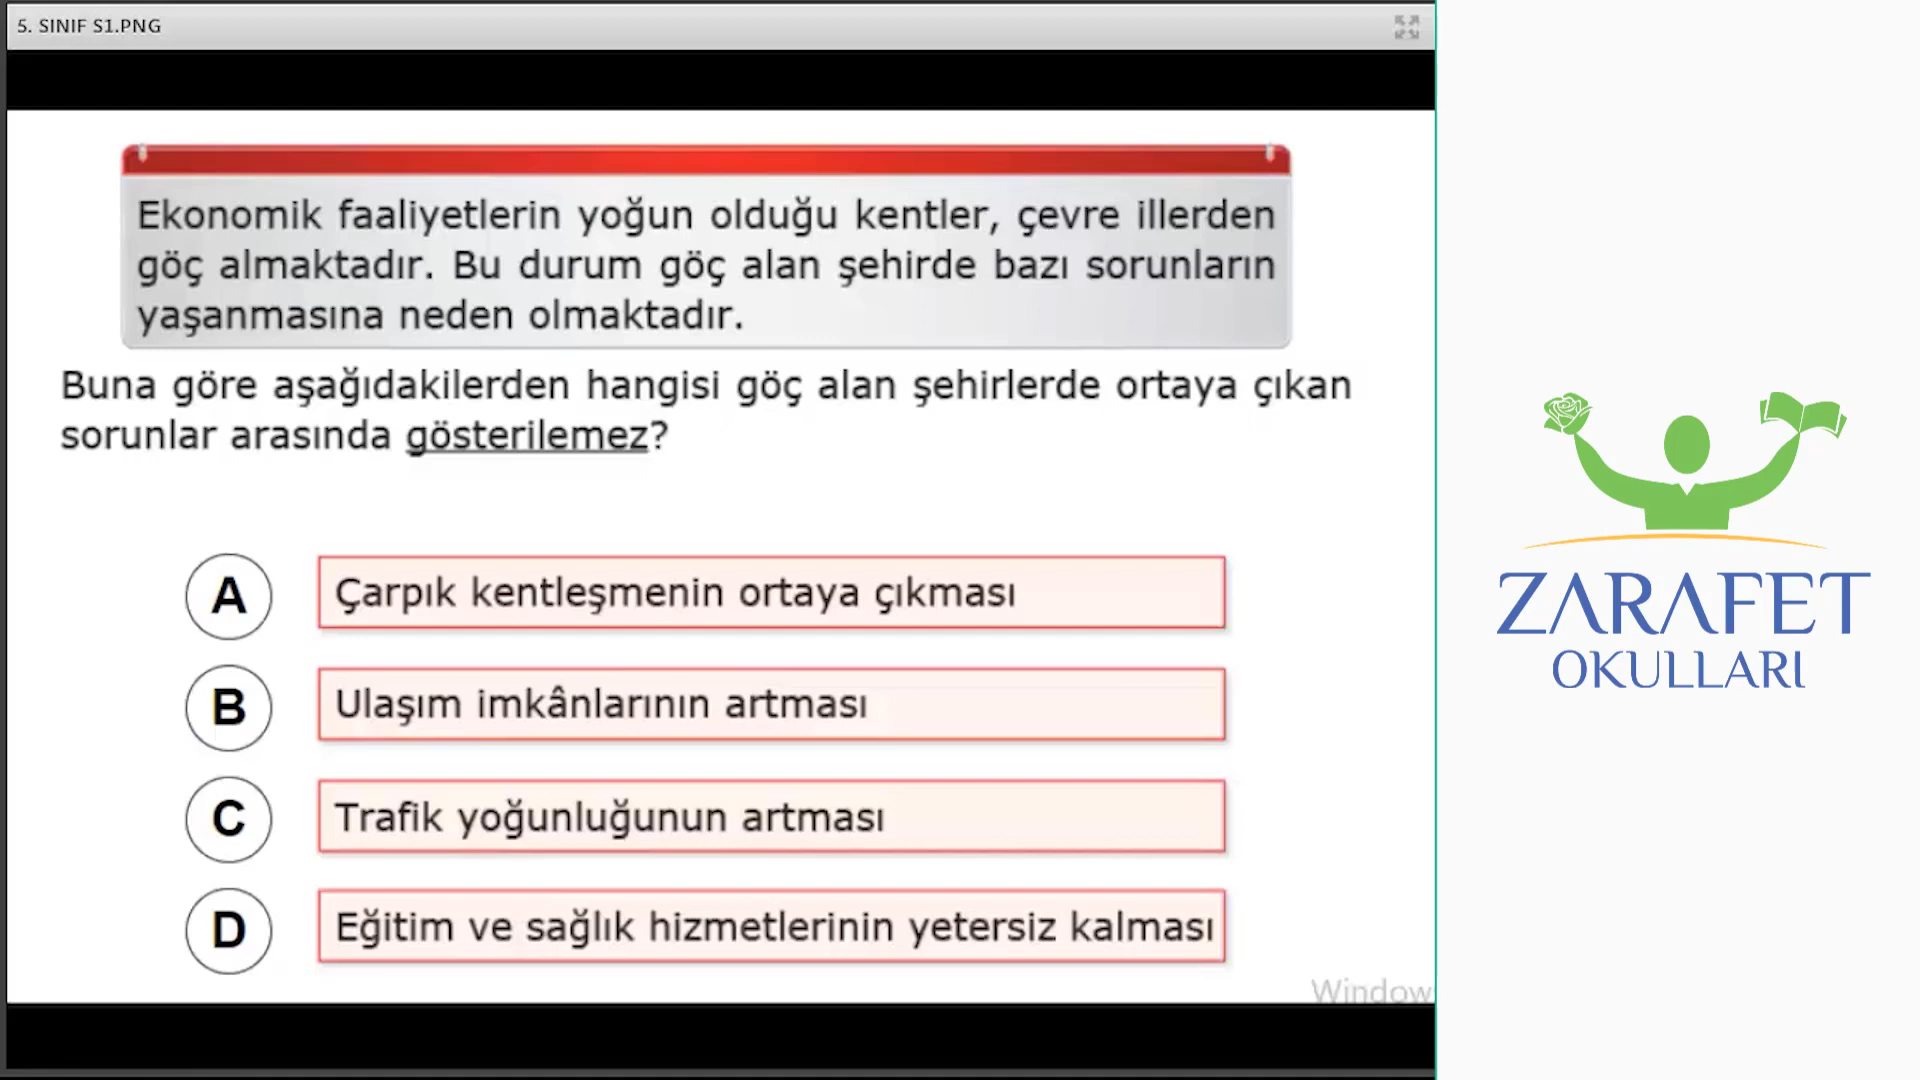 5. SINIF S1.PNG
Ekonomik faaliyetlerin yoğun olduğu kentler, çevre illerden
göç almaktadır. Bu durum göç alan şehirde bazı sorunların
yaşanmasına neden olmaktadır.
Buna göre aşağıdakilerden hangisi göç alan şehirlerde ortaya çıkan
sorunlar arasında gösterilemez?
A Çarpık kentleşmenin ortaya çıkması
B Ulaşım imkânlarının artması
C Trafik yoğunluğunun artması
D Eğitim ve sağlık hizmetlerinin yetersiz kalması
Window
ZARAFET
OKULLARI